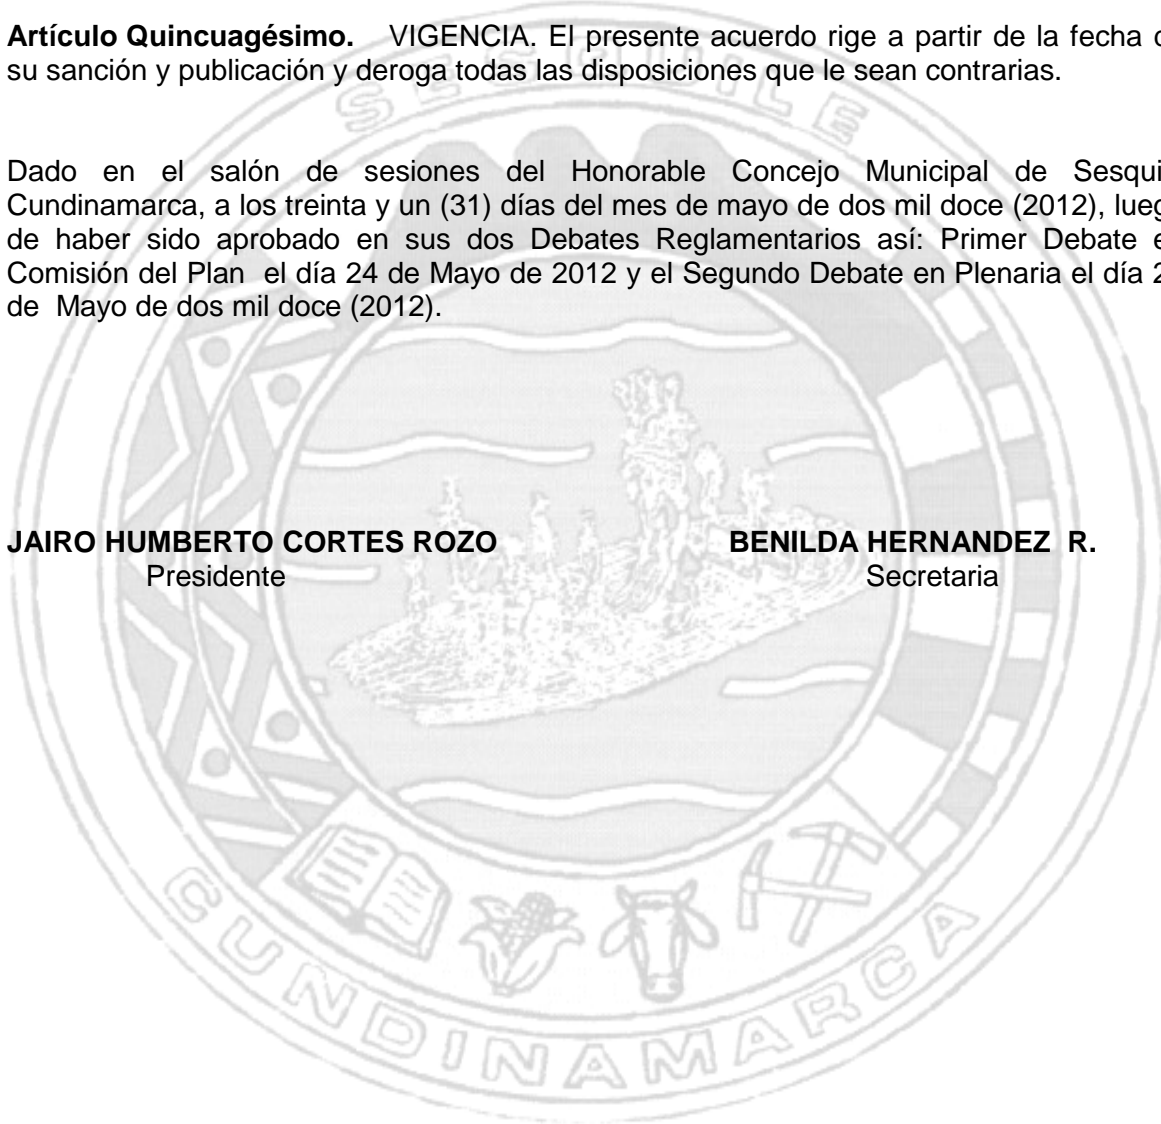 Artículo Quincuagésimo. VIGENCIA. El presente acuerdo rige a partir de la fecha
su sanción y publicación y deroga todas las disposiciones que le sean contrarias.
Dado en el salón de sesiones del Honorable Concejo Municipal de
Cundinamarca, a los treinta y un (31) días del mes de mayo de dos mil doce (2012),
de haber sido aprobado en sus dos Debates Reglamentarios así: Primer Debate
Comisión del Plan el día 24 de Mayo de 2012 y el Segundo Debate en Plenaria el día
de Mayo de dos mil doce (2012).
JAIRO HUMBERTO CORTES ROZO BENILDA HERNANDEZ R.
Presidente Secretaria
SESQUILE
CUNDINAMARCA